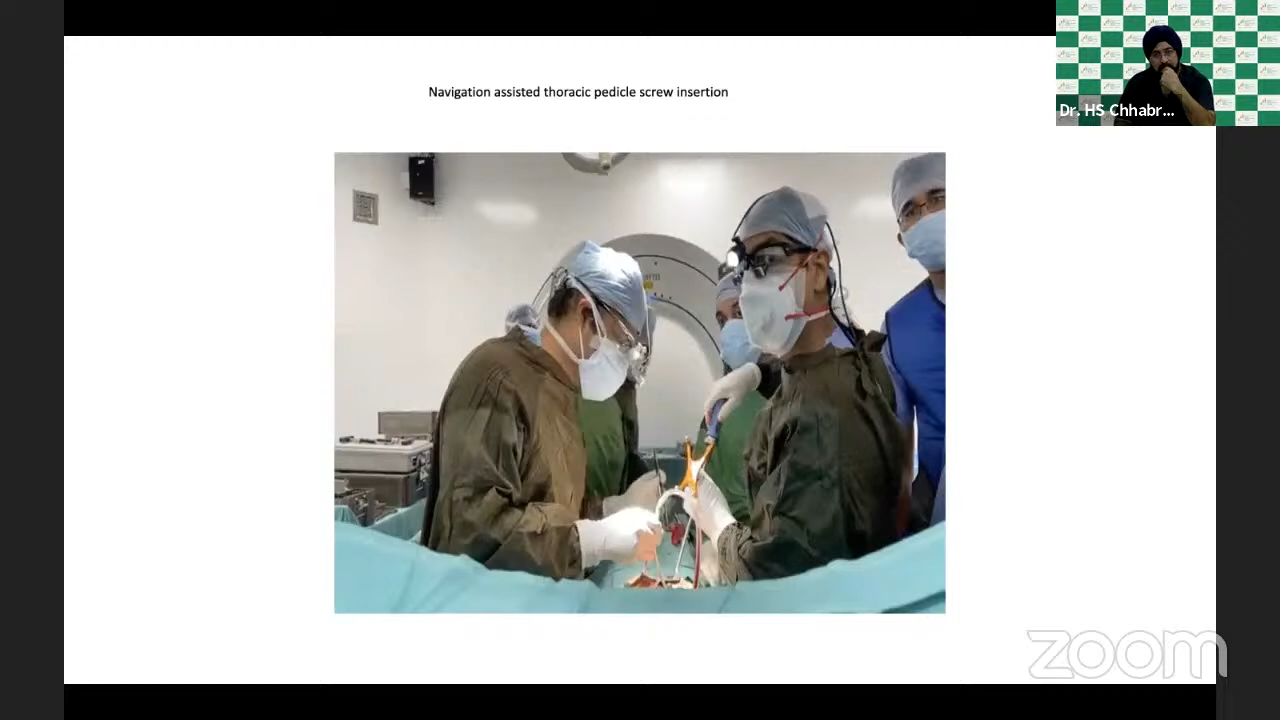 Navigation assisted thoracic pedicle screw insertion
Dr. HS Chhabr...
zoom